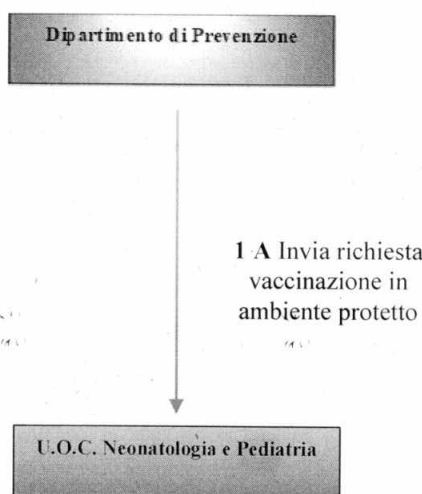 Dipartimento di Prevenzione
1 A Invia richiesta
vaccinazione in
ambiente protetto
U.O.C. Neonatologia e Pediatria